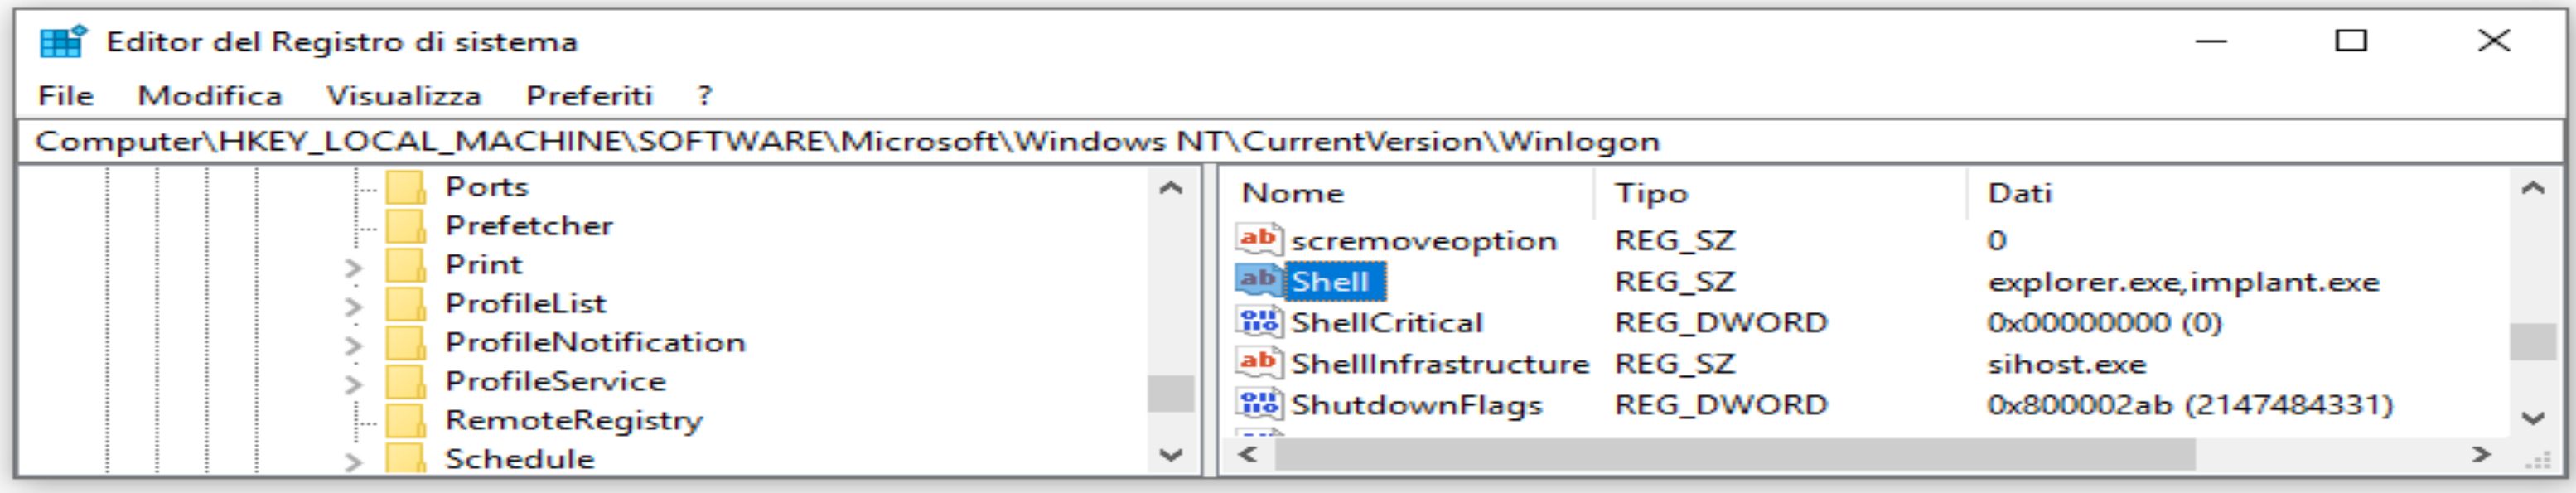 Editor del Registro di sistema
File Modifica Visualizza Preferiti ?
Computer\HKEY_LOCAL_MACHINE\SOFTWARE\Microsoft\Windows NT\CurrentVersion\Winlogon
Ports
Prefetcher
Print
ProfileList
ProfileNotification
ProfileService
RemoteRegistry
Schedule
Nome Tipo Dati
scremoveoption REG_SZ 0
Shell REG_SZ explorer.exe,implant.exe
ShellCritical REG_DWORD 0x00000000 (0)
ShellInfrastructure REG_SZ sihost.exe
ShutdownFlags REG_DWORD 0x800002ab (2147484331)